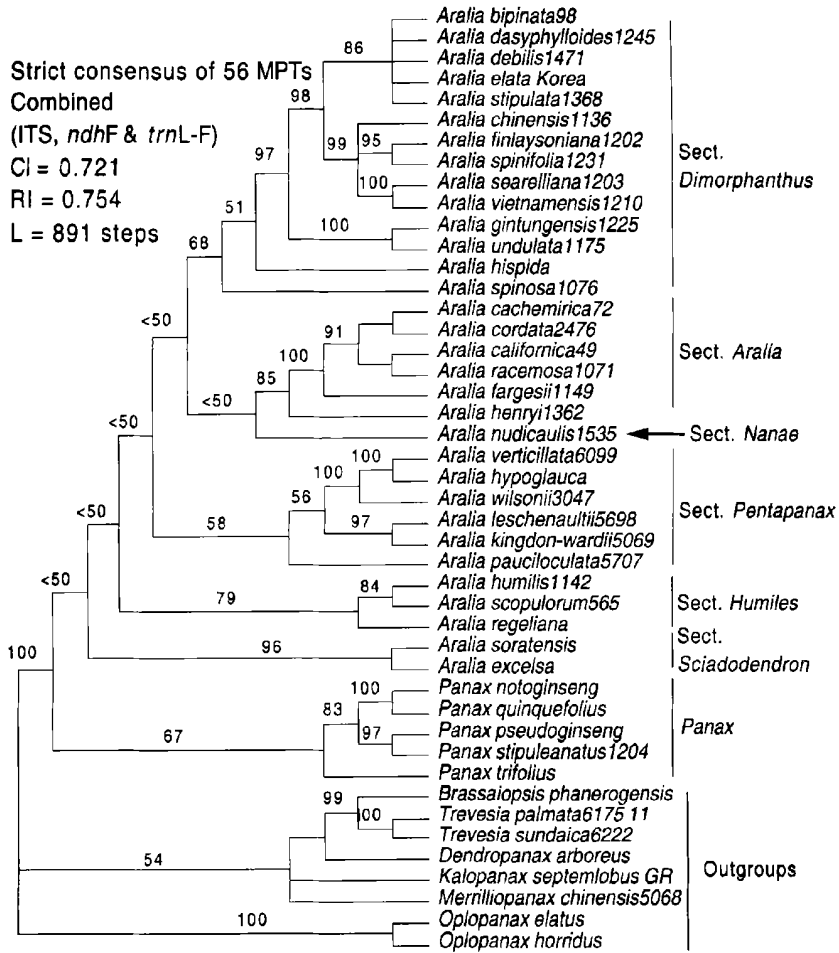 Strict consensus of 56 MPTs
Combined
(ITS, ndhF & trnL-F)
CI = 0.721
RI = 0.754
L = 891 steps
86
98
99
95
100
97
100
51
68
<50
91
100
85
<50
<50
100
100
56
97
58
<50
84
79
<50
96
100
100
83
97
67
99
100
54
100
Aralia bipinata98
Aralia dasyphylloides1245
Aralia debilis1471
Aralia elata Korea
Aralia stipulata1368
Aralia chinensis1136
Aralia finlaysoniana1202
Aralia spinifolia1231
Aralia searelliana1203
Aralia vietnamensis1210
Aralia gintungensis1225
Aralia undulata1175
Aralia hispida
Aralia spinosa1076
Aralia cachemirica72
Aralia cordata2476
Aralia californica49
Aralia racemosa1071
Aralia fargesii1149
Aralia henryi1362
Aralia nudicaulis1535
Aralia verticillata6099
Aralia hypoglauca
Aralia wilsonii3047
Aralia leschenaultii5698
Aralia kingdon-wardii5069
Aralia pauciloculata5707
Aralia humilis1142
Aralia scopulorum565
Aralia regeliana
Aralia soratensis
Aralia excelsa
Panax notoginseng
Panax quinquefolius
Panax pseudoginseng
Panax stipuleanatus1204
Panax trifolius
Brassaiopsis phanerogensis
Trevesia palmata6175 11
Trevesia sundaica6222
Dendropanax arboreus
Kalopanax septemlobus GR
Merrilliopanax chinensis5068
Oplopanax elatus
Oplopanax horridus
Sect.
Dimorphanthus
Sect. Aralia
Sect. Nanae
Sect. Pentapanax
Sect. Humiles
Sect.
Sciadodendron
Panax
Outgroups